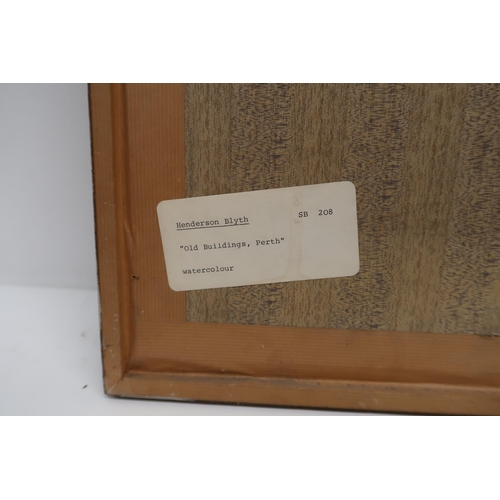 Henderson Blyth SB 208
"Old Buildings, Perth"
watercolour